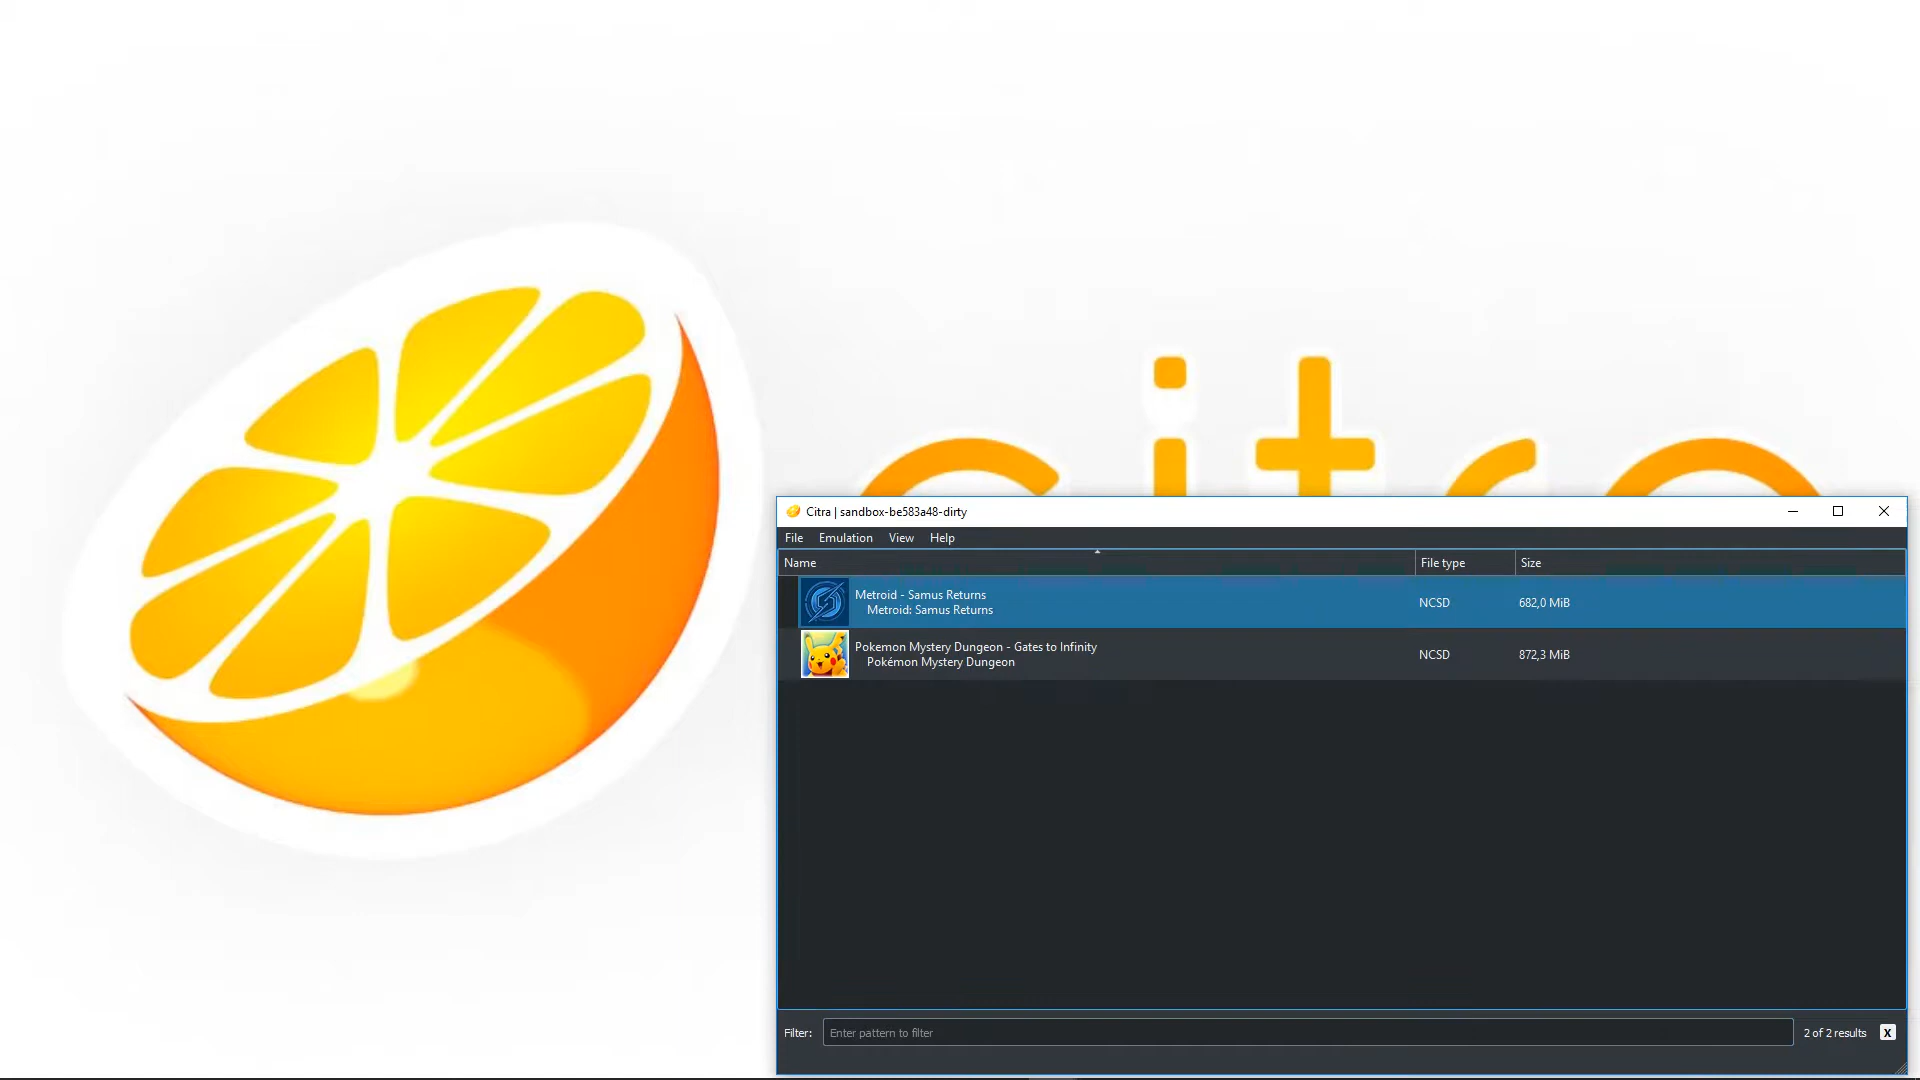 citra
Citra | sandbox-be583a48-dirty
File Emulation View Help
Name File type Size
Metroid - Samus Returns
Metroid: Samus Returns
NCSD 682,0 MiB
Pokemon Mystery Dungeon - Gates to Infinity
Pokémon Mystery Dungeon
NCSD 872,3 MiB
Filter: Enter pattern to filter 2 of 2 results X